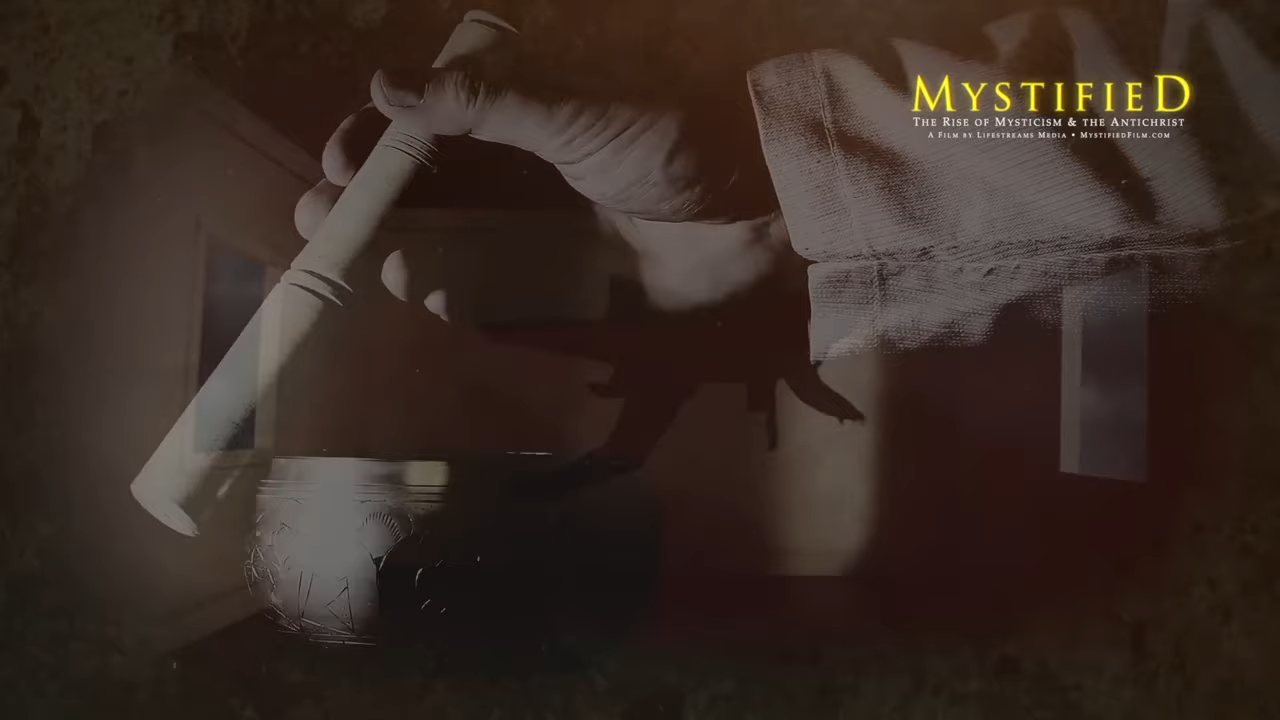 MYSTIFIED
THE RISE OF MYSTICISM & THE ANTICHRIST
A FILM BY LIFESTREAMS MEDIA • MYSTIFIEDFILM.COM